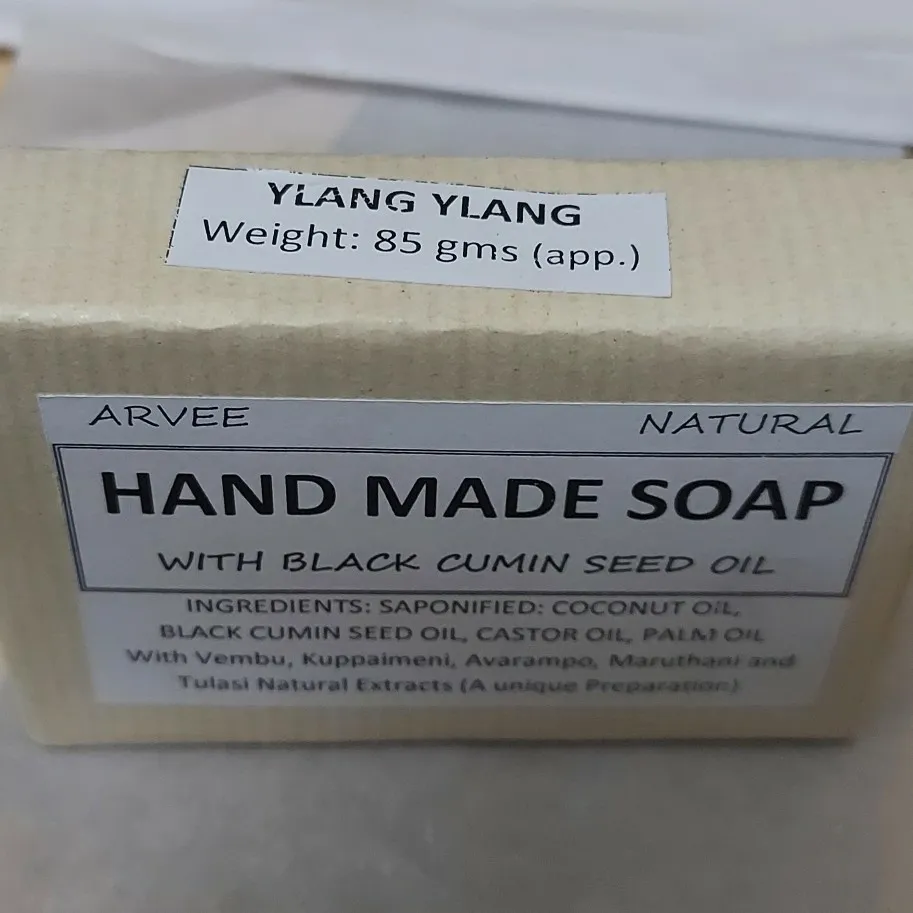 YLANG YLANG
Weight: 85 gms (app.)
ARVEE NATURAL
HAND MADE SOAP
WITH BLACK CUMIN SEED OIL
INGREDIENTS: SAPONIFIED: COCONUT OIL,
BLACK CUMIN SEED OIL, CASTOR OIL, PALM OIL
With Vembu, Kuppaimeni, Avarampo, Maruthani and
Tulasi Natural Extracts (A unique Preparation)